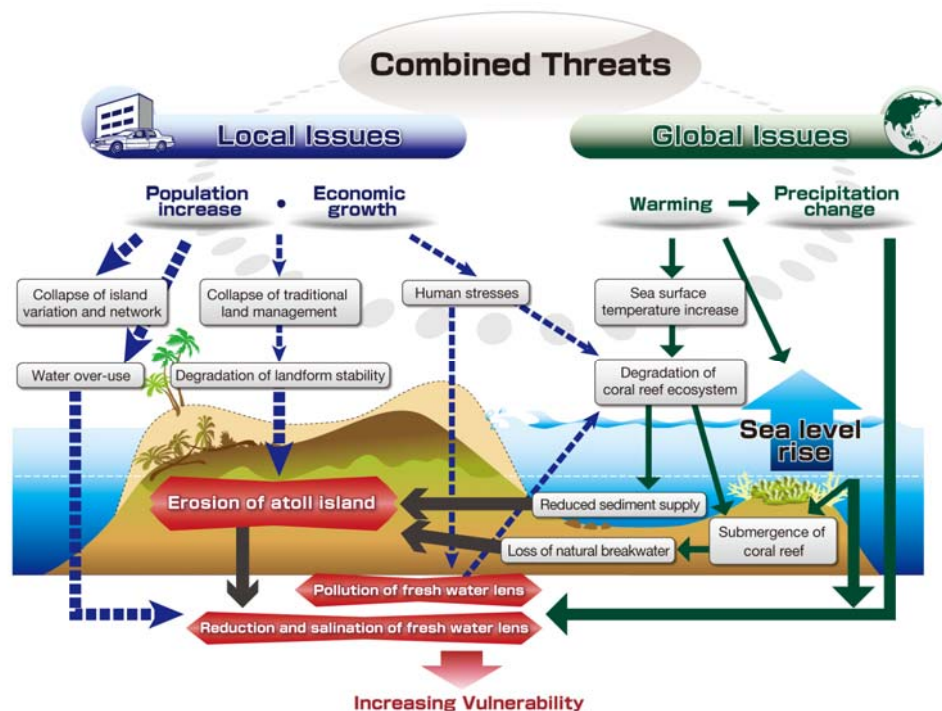 Combined Threats
Local Issues
Global Issues
Population
increase
•
Economic
growth
Warming
Precipitation
change
Collapse of island
variation and network
Collapse of traditional
land management
Human stresses
Sea surface
temperature increase
Water over-use
Degradation of landform stability
Degradation of
coral reef ecosystem
Sea level
rise
Erosion of atoll island
Reduced sediment supply
Submergence of
coral reef
Loss of natural breakwater
Pollution of fresh water lens
Reduction and salination of fresh water lens
Increasing Vulnerability